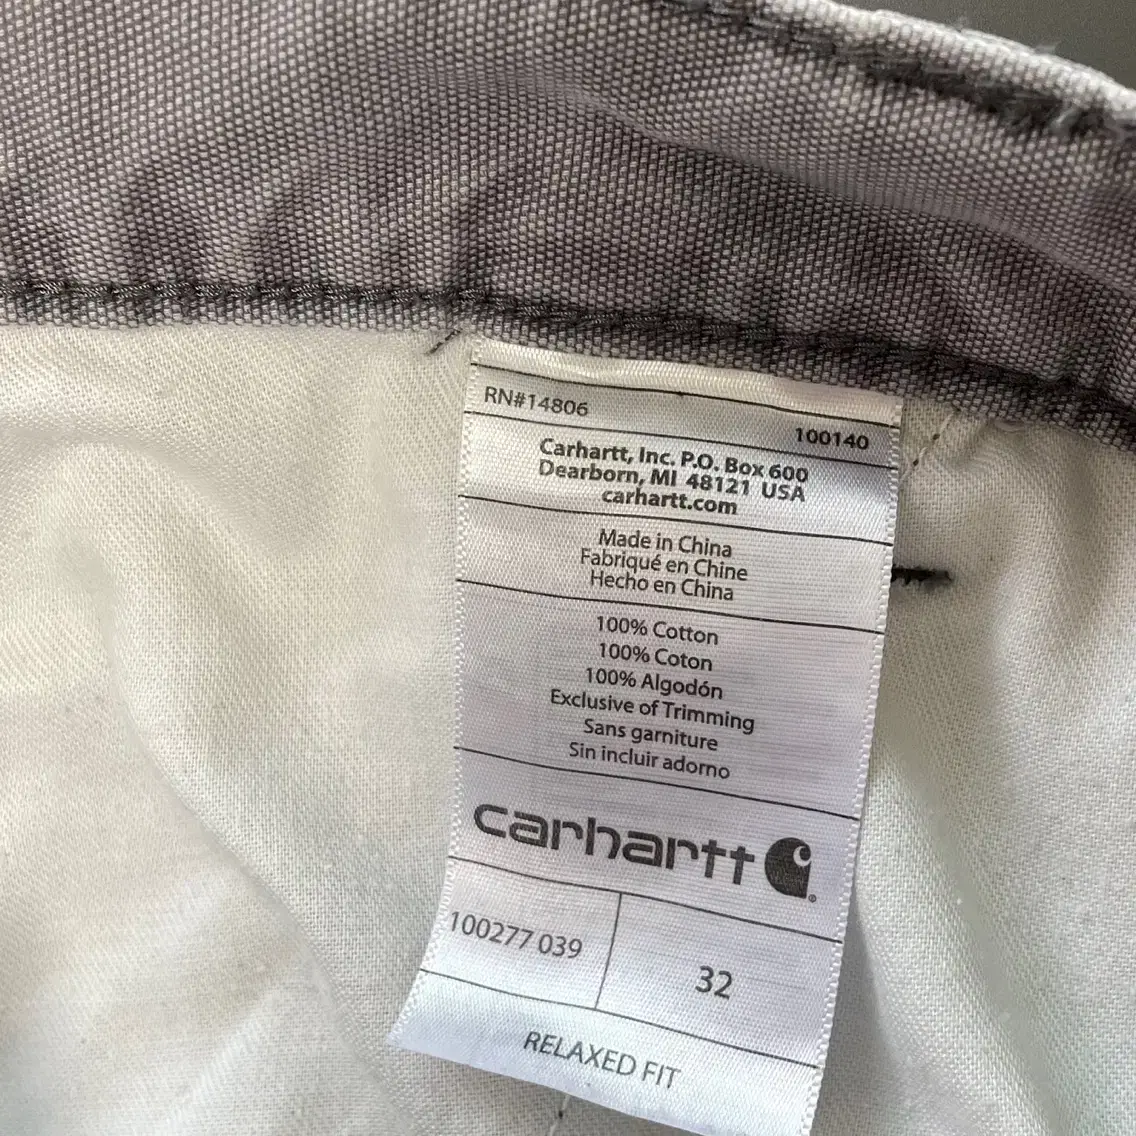 RN#14806
100140
Carhartt, Inc. P.O. Box 600
Dearborn, MI 48121 USA
carhartt.com
Made in China
Fabriqué en Chine
Hecho en China
100% Cotton
100% Coton
100% Algodón
Exclusive of Trimming
Sans garniture
Sin incluir adorno
carhartt
100277 039
32
RELAXED FIT